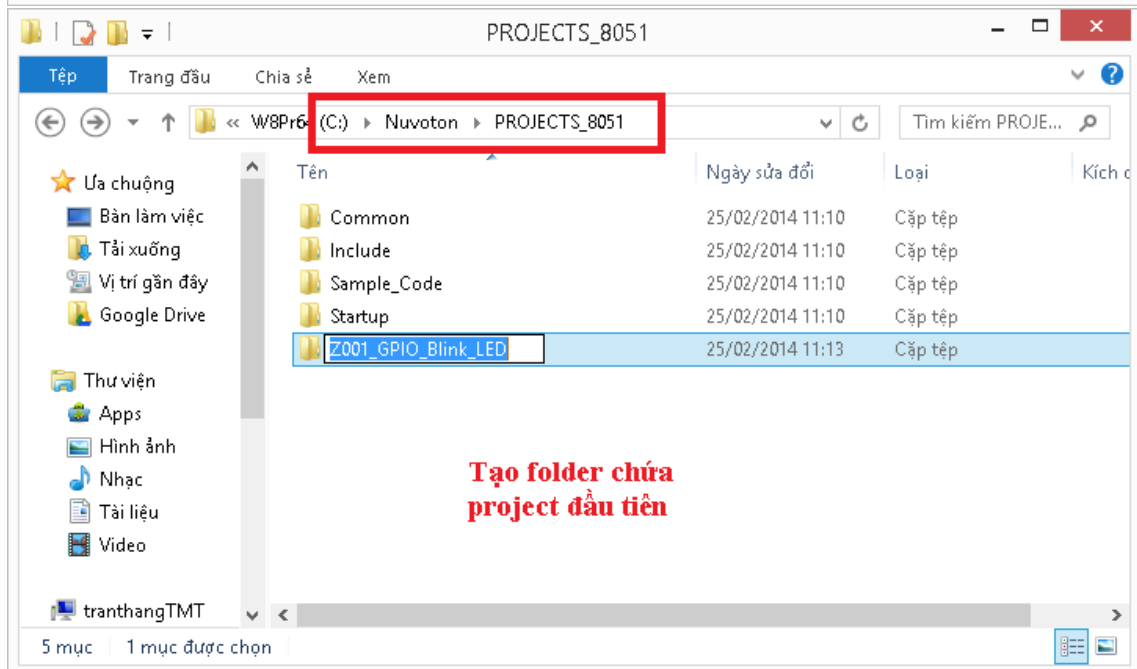 PROJECTS_8051
Tệp Trang đầu Chia sẻ Xem
« W8Pr64 (C:) Nuvoton PROJECTS_8051 Tìm kiếm PROJE...
Tên Ngày sửa đổi Loại Kích
Ưa chuộng
Bàn làm việc
Tải xuống
Vị trí gần đây
Google Drive
Thư viện
Apps
Hình ảnh
Nhạc
Tài liệu
Video
tranthangTMT
Common 25/02/2014 11:10 Cặp tệp
Include 25/02/2014 11:10 Cặp tệp
Sample_Code 25/02/2014 11:10 Cặp tệp
Startup 25/02/2014 11:10 Cặp tệp
Z001_GPIO_Blink_LED 25/02/2014 11:13 Cặp tệp
Tạo folder chứa
project đầu tiên
5 mục 1 mục được chọn